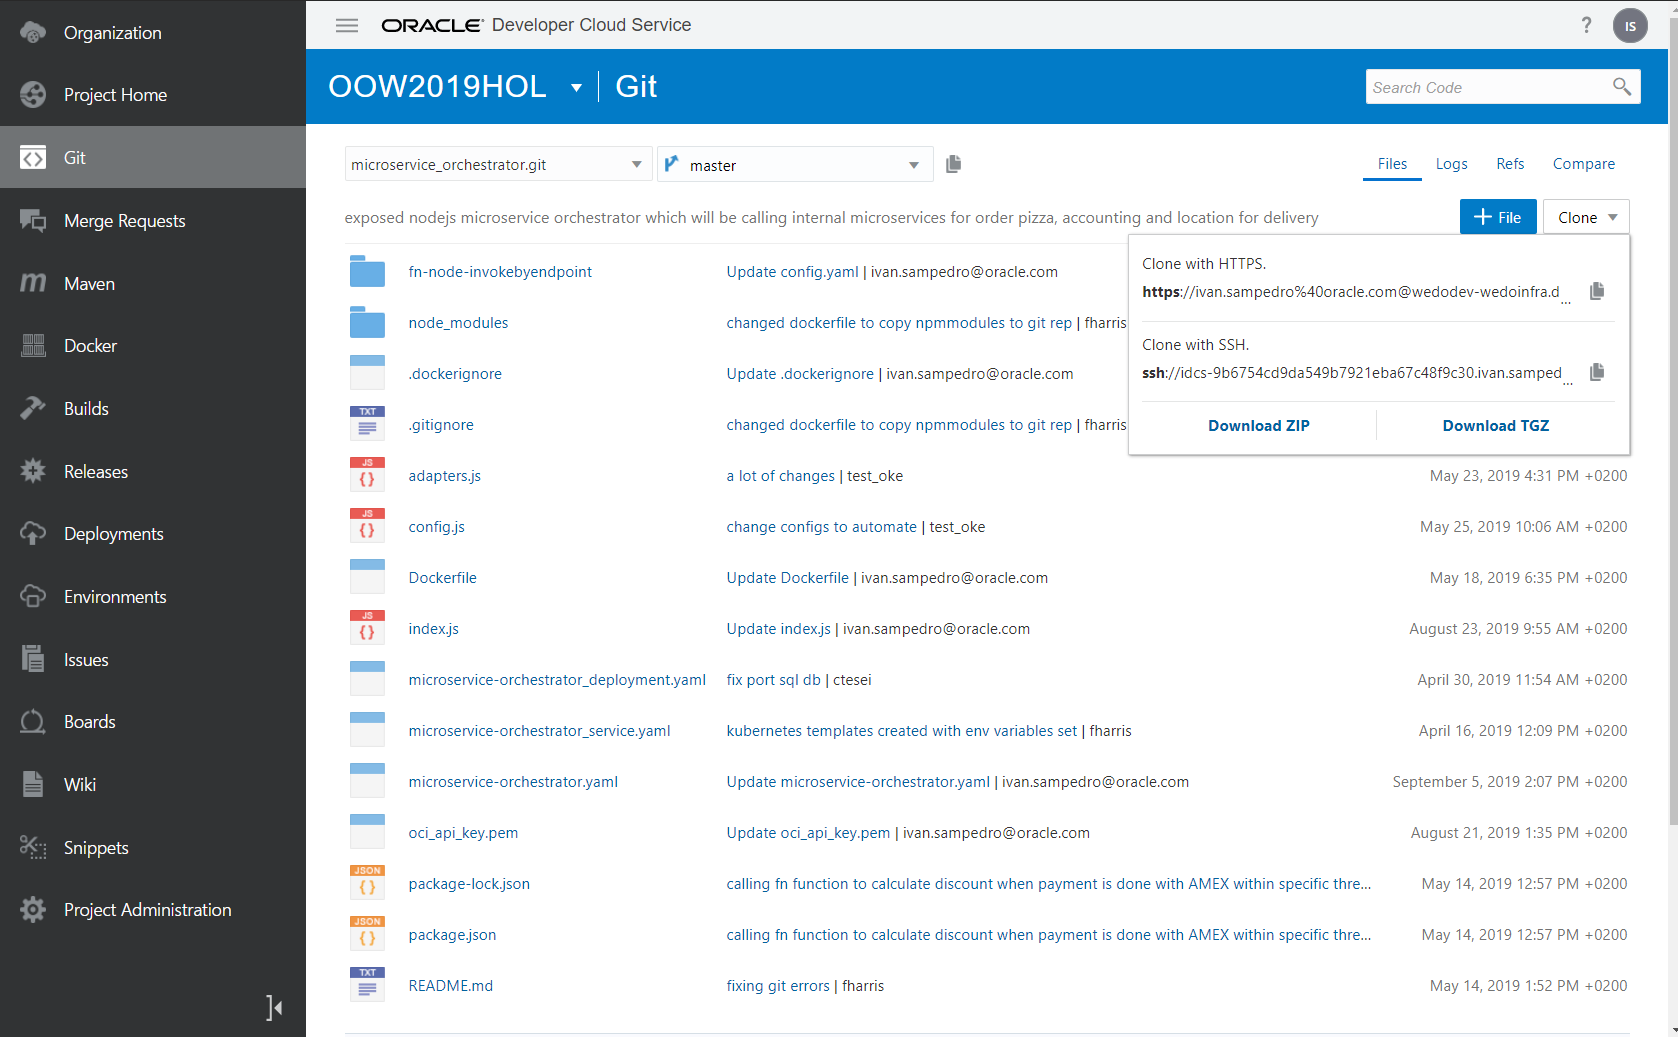 Organization
Project Home
Git
Merge Requests
Maven
Docker
Builds
Releases
Deployments
Environments
Issues
Boards
Wiki
Snippets
Project Administration
ORACLE Developer Cloud Service
? IS
OOW2019HOL Git
Search Code
microservice_orchestrator.git master
Files Logs Refs Compare
exposed nodejs microservice orchestrator which will be calling internal microservices for order pizza, accounting and location for delivery
File Clone
Clone with HTTPS.
https://ivan.sampedro%40oracle.com@wedodev-wedoinfra.d...
Clone with SSH.
ssh://idcs-9b6754cd9da549b7921eba67c48f9c30.ivan.samped...
Download ZIP Download TGZ
fn-node-invokebyendpoint Update config.yaml | ivan.sampedro@oracle.com
node_modules changed dockerfile to copy npmmodules to git rep | fharris
.dockerignore Update .dockerignore | ivan.sampedro@oracle.com
TXT .gitignore changed dockerfile to copy npmmodules to git rep | fharris
JS { } adapters.js a lot of changes | test_oke May 23, 2019 4:31 PM +0200
JS { } config.js change configs to automate | test_oke May 25, 2019 10:06 AM +0200
Dockerfile Update Dockerfile | ivan.sampedro@oracle.com May 18, 2019 6:35 PM +0200
JS { } index.js Update index.js | ivan.sampedro@oracle.com August 23, 2019 9:55 AM +0200
microservice-orchestrator_deployment.yaml fix port sql db | ctesei April 30, 2019 11:54 AM +0200
microservice-orchestrator_service.yaml kubernetes templates created with env variables set | fharris April 16, 2019 12:09 PM +0200
microservice-orchestrator.yaml Update microservice-orchestrator.yaml | ivan.sampedro@oracle.com September 5, 2019 2:07 PM +0200
oci_api_key.pem Update oci_api_key.pem | ivan.sampedro@oracle.com August 21, 2019 1:35 PM +0200
JSON { } package-lock.json calling fn function to calculate discount when payment is done with AMEX within specific thre... May 14, 2019 12:57 PM +0200
JSON { } package.json calling fn function to calculate discount when payment is done with AMEX within specific thre... May 14, 2019 12:57 PM +0200
TXT README.md fixing git errors | fharris May 14, 2019 1:52 PM +0200